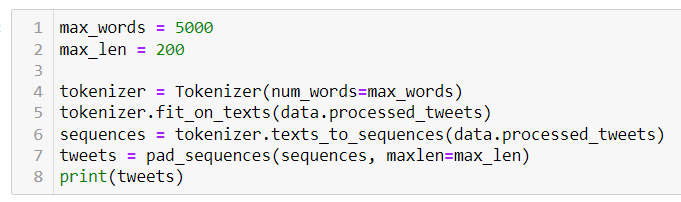 1 max_words = 5000
2 max_len = 200
3
4 tokenizer = Tokenizer(num_words=max_words)
5 tokenizer.fit_on_texts(data.processed_tweets)
6 sequences = tokenizer.texts_to_sequences(data.processed_tweets)
7 tweets = pad_sequences(sequences, maxlen=max_len)
8 print(tweets)